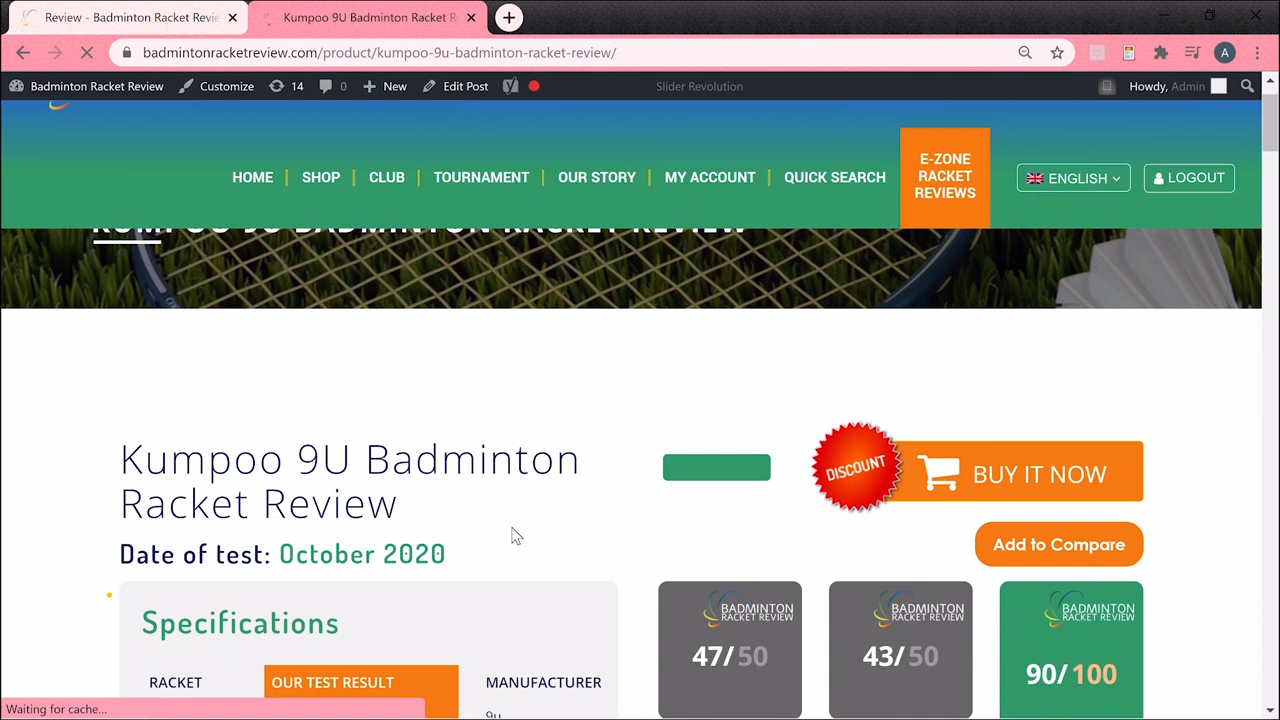 Review - Badminton Racket Revie
Kumpoo 9U Badminton Racket R
badmintonracketreview.com/product/kumpoo-9u-badminton-racket-review/
Badminton Racket Review
Customize
14
0
New
Edit Post
Slider Revolution
Howdy, Admin
A
HOME
SHOP
CLUB
TOURNAMENT
OUR STORY
MY ACCOUNT
QUICK SEARCH
E-ZONE
RACKET
REVIEWS
ENGLISH
LOGOUT
KUMPOO 9U BADMINTON RACKET REVIEW
Kumpoo 9U Badminton
Racket Review
DISCOUNT
BUY IT NOW
Date of test: October 2020
Add to Compare
Specifications
BADMINTON
RACKET REVIEW
47/50
BADMINTON
RACKET REVIEW
43/50
BADMINTON
RACKET REVIEW
90/100
RACKET
OUR TEST RESULT
MANUFACTURER
9u
Waiting for cache...